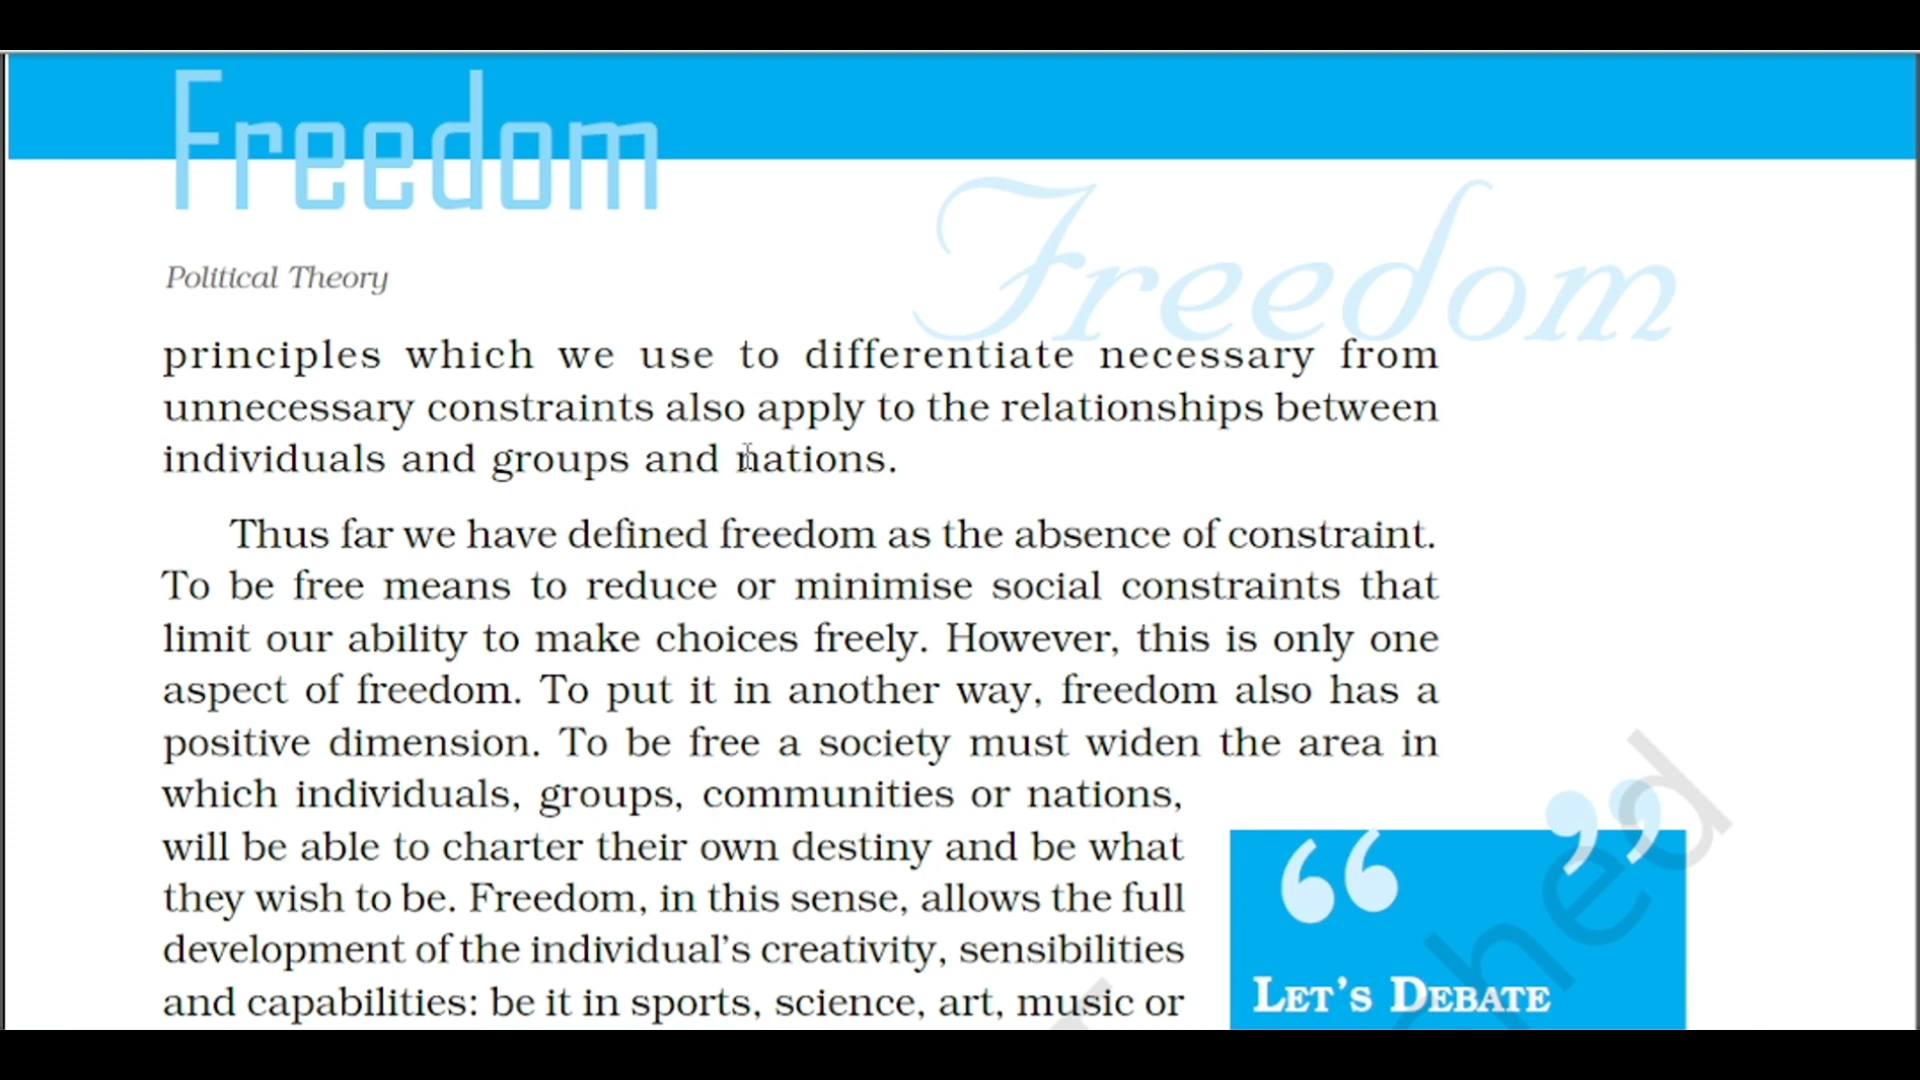 Freedom
Freedom
Political Theory
principles which we use to differentiate necessary from
unnecessary constraints also apply to the relationships between
individuals and groups and nations.
Thus far we have defined freedom as the absence of constraint.
To be free means to reduce or minimise social constraints that
limit our ability to make choices freely. However, this is only one
aspect of freedom. To put it in another way, freedom also has a
positive dimension. To be free a society must widen the area in
which individuals, groups, communities or nations,
will be able to charter their own destiny and be what
they wish to be. Freedom, in this sense, allows the full
development of the individual's creativity, sensibilities
and capabilities: be it in sports, science, art, music or
“ ”
LET'S DEBATE